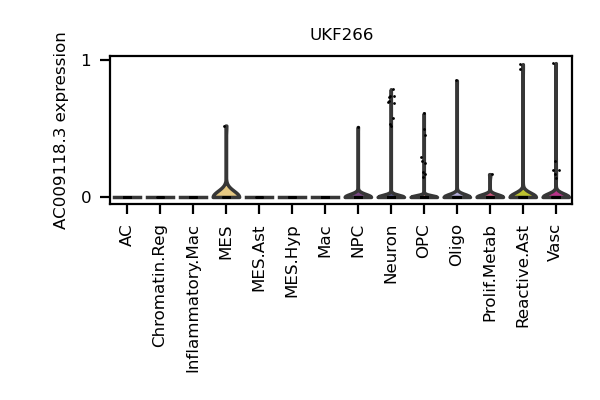 UKF266
AC009118.3 expression
1
0
AC
Chromatin.Reg
Inflammatory.Mac
MES
MES.Ast
MES.Hyp
Mac
NPC
Neuron
OPC
Oligo
Prolif.Metab
Reactive.Ast
Vasc